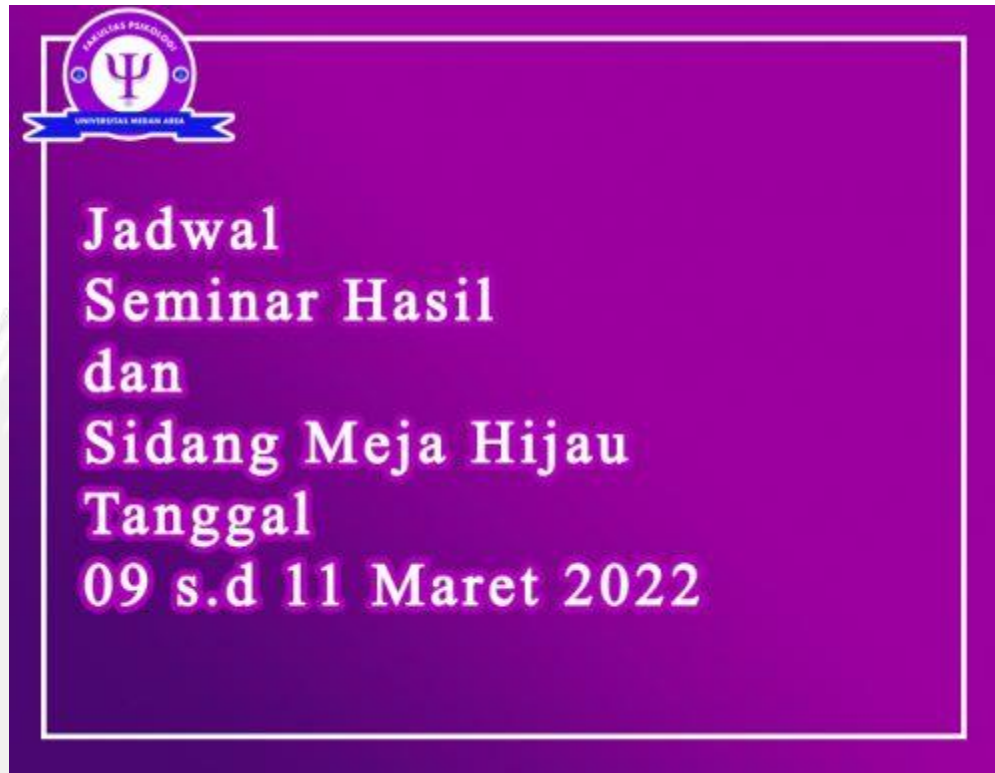 FAKULTAS PSIKOLOGI
UNIVERSITAS MEDAN AREA
Jadwal
Seminar Hasil
dan
Sidang Meja Hijau
Tanggal
09 s.d 11 Maret 2022